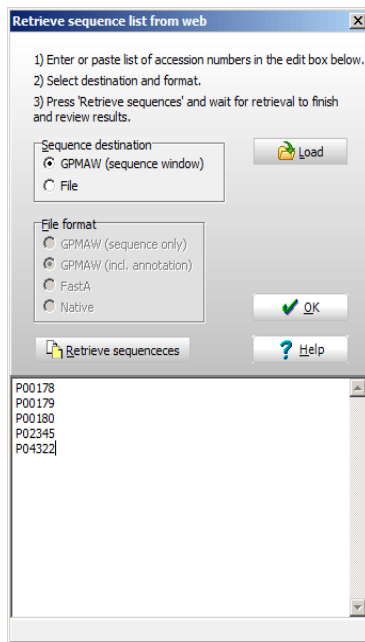 Retrieve sequence list from web
1) Enter or paste list of accession numbers in the edit box below.
2) Select destination and format.
3) Press 'Retrieve sequences' and wait for retrieval to finish
and review results.
Sequence destination
GPMAW (sequence window)
File
Load
File format
GPMAW (sequence only)
GPMAW (incl. annotation)
FastA
Native
OK
Retrieve sequenceces
Help
P00178
P00179
P00180
P02345
P04322